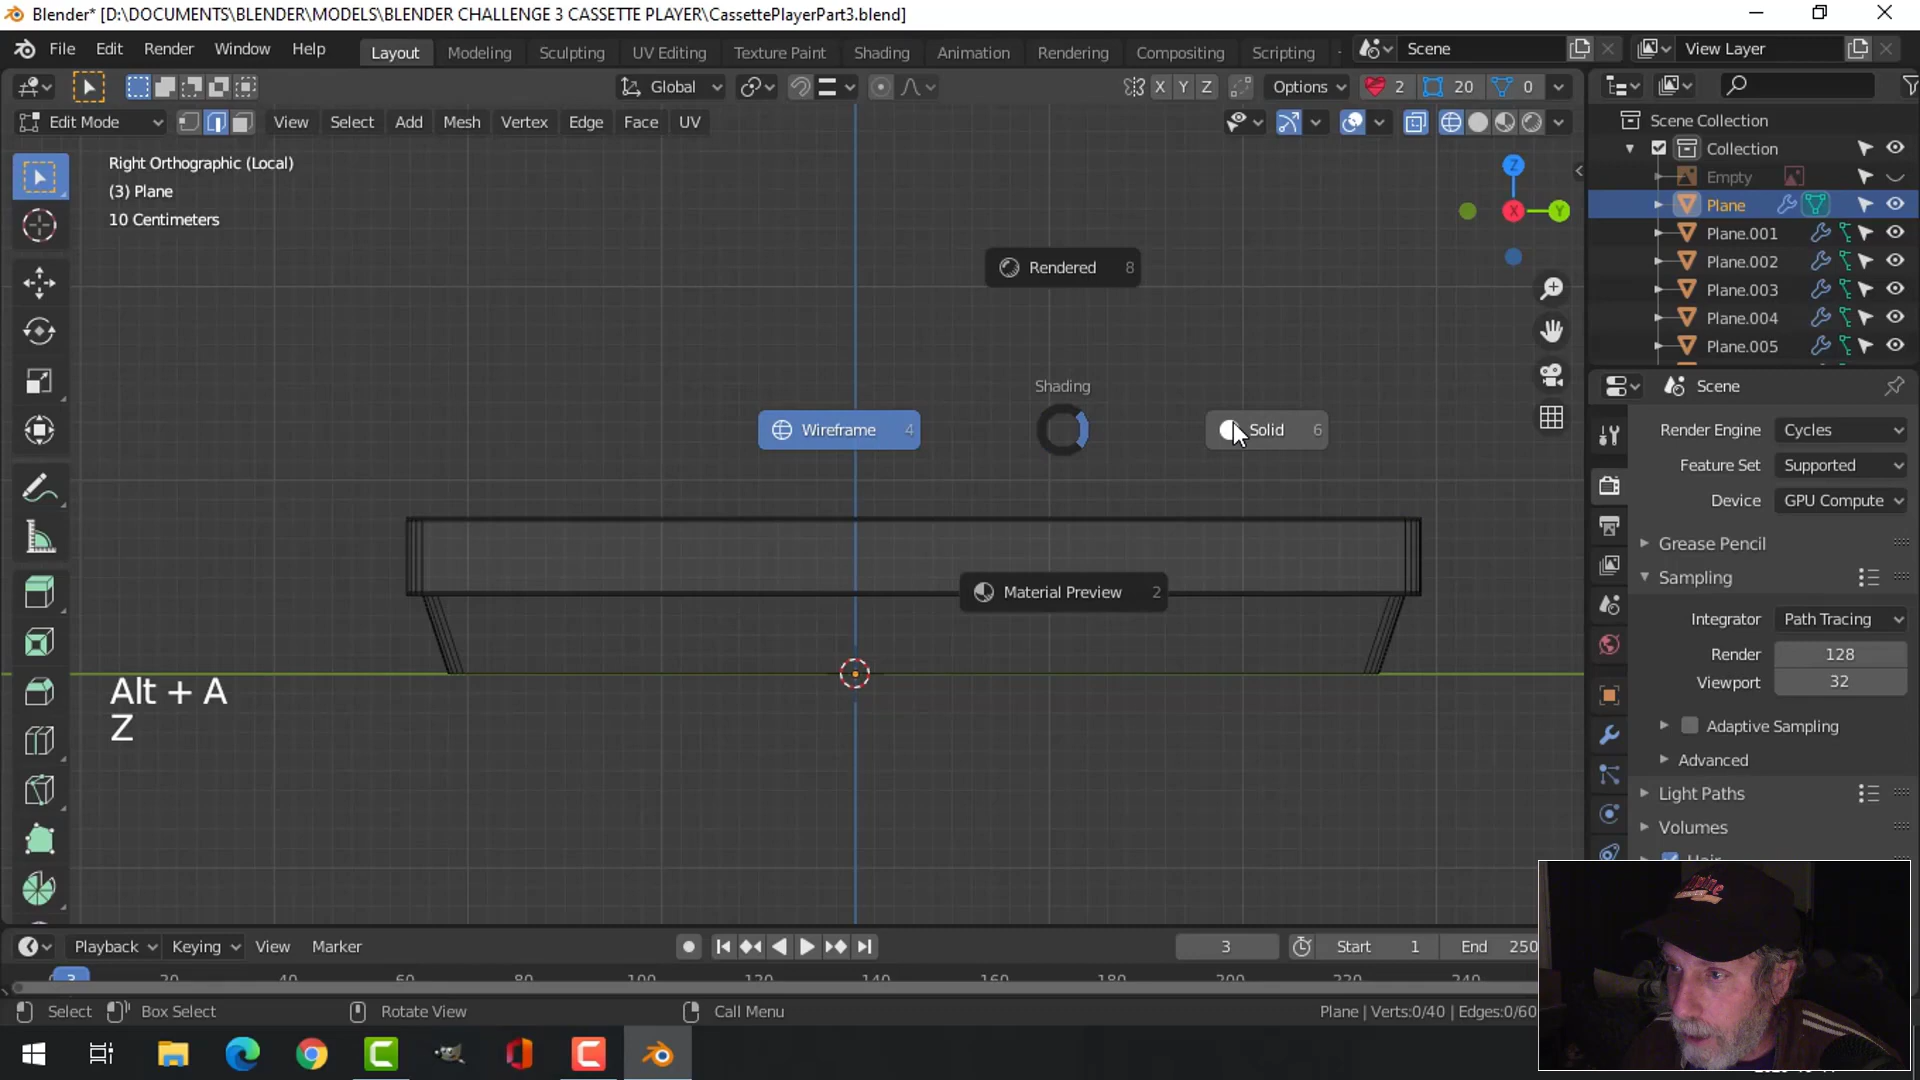 Blender* [D:\DOCUMENTS\BLENDER\MODELS\BLENDER CHALLENGE 3 CASSETTE PLAYER\CassettePlayerPart3.blend]
File Edit Render Window Help Layout Modeling Sculpting UV Editing Texture Paint Shading Animation Rendering Compositing Scripting Scene View Layer
Global X Y Z Options 2 20 0
Edit Mode View Select Add Mesh Vertex Edge Face UV
Scene Collection
Collection
Empty
Plane
Plane.001
Plane.002
Plane.003
Plane.004
Plane.005
Right Orthographic (Local)
(3) Plane
10 Centimeters
Z
X Y
Rendered 8
Shading
Wireframe 4
Solid 6
Material Preview 2
Alt + A
Z
Scene
Render Engine Cycles
Feature Set Supported
Device GPU Compute
Grease Pencil
Sampling
Integrator Path Tracing
Render 128
Viewport 32
Adaptive Sampling
Advanced
Light Paths
Volumes
Playback Keying View Marker 3 Start 1 End 250
3 20 40 60 80 100 120 140 160 180 200 220 240
Select Box Select Rotate View Call Menu Plane | Verts:0/40 | Edges:0/60